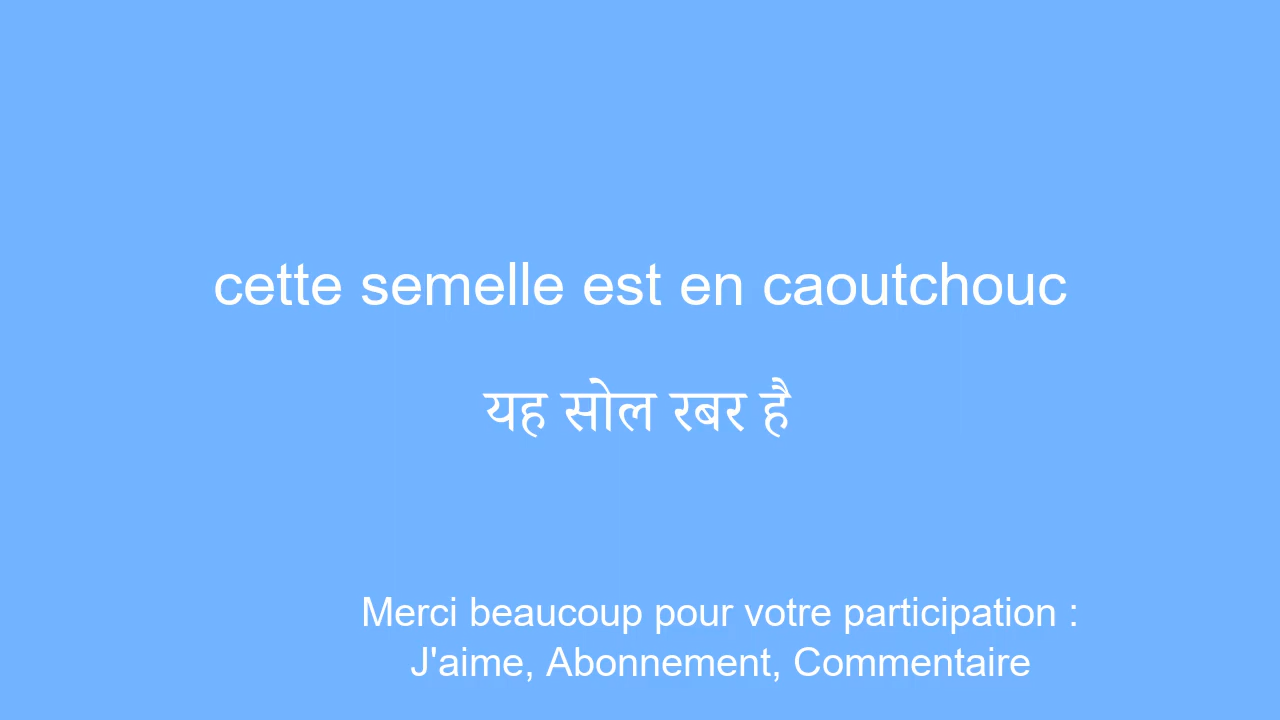 cette semelle est en caoutchouc
यह सोल रबर है
Merci beaucoup pour votre participation :
J'aime, Abonnement, Commentaire